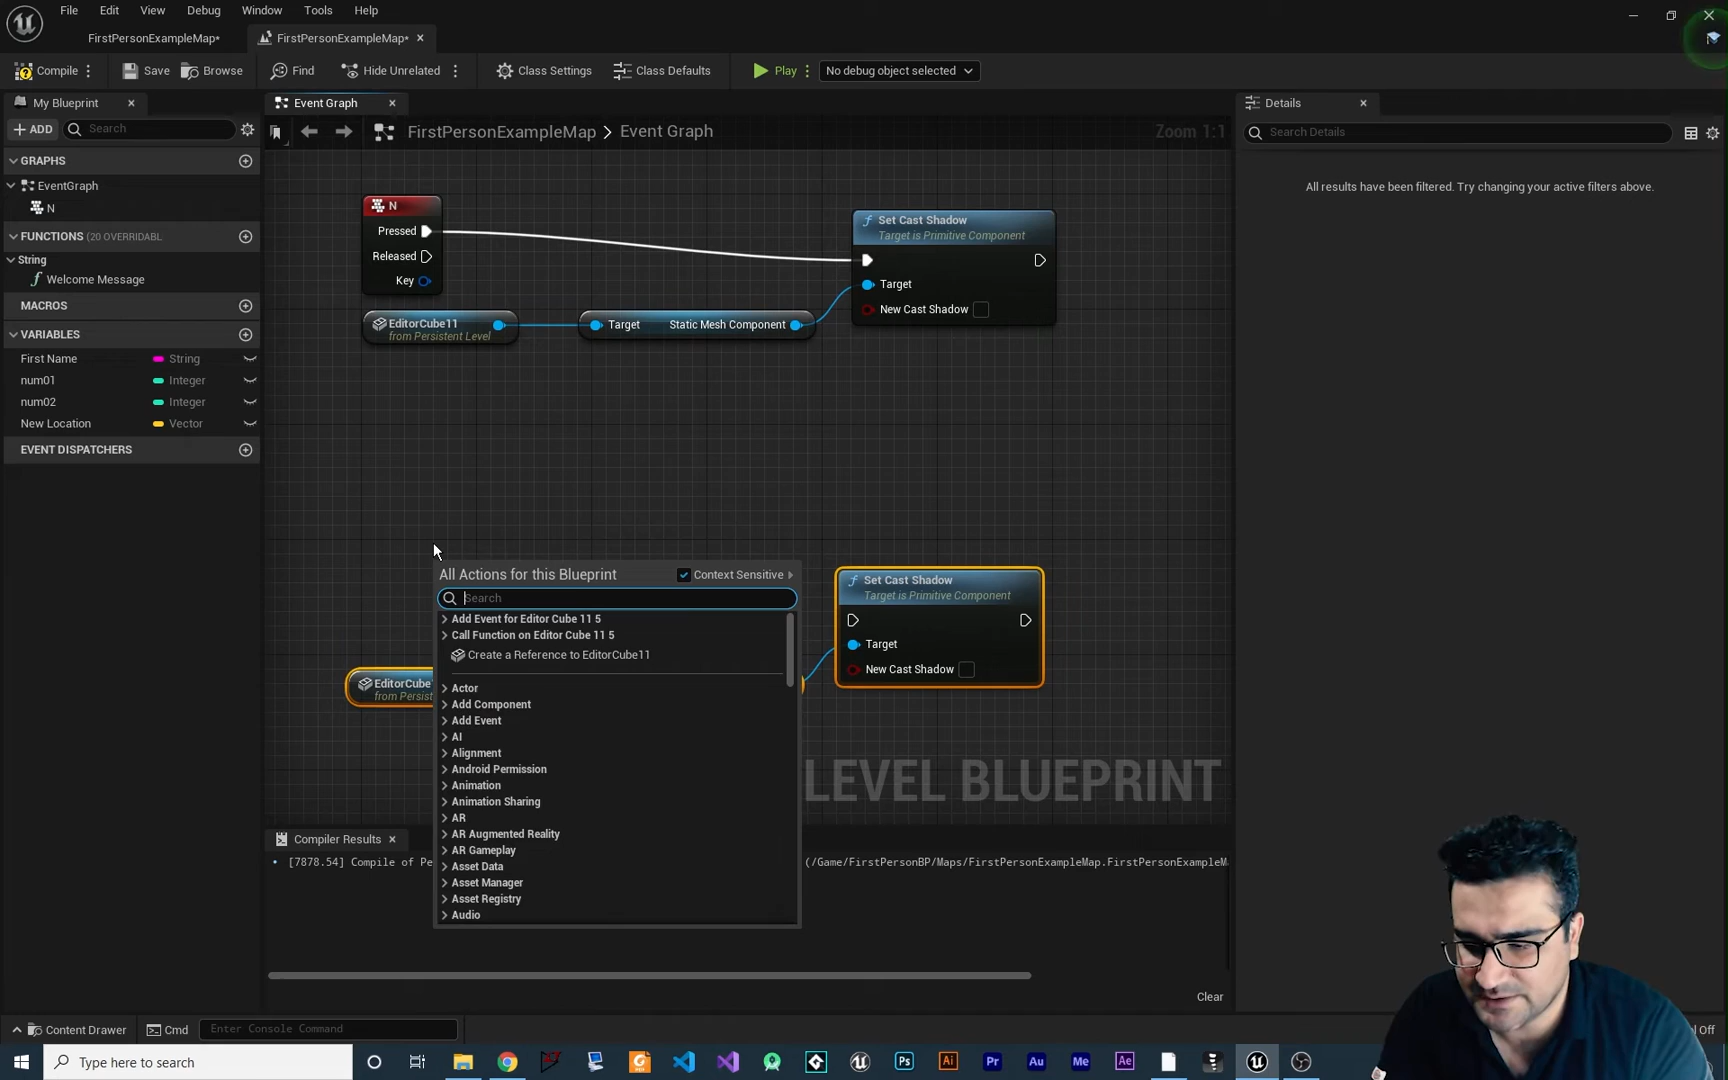 File Edit View Debug Window Tools Help
FirstPersonExampleMap*
FirstPersonExampleMap*
Compile Save Browse Find Hide Unrelated Class Settings Class Defaults Play No debug object selected
My Blueprint
Event Graph
Details
ADD Search
FirstPersonExampleMap > Event Graph
Zoom 1:1
Search Details
All results have been filtered. Try changing your active filters above.
GRAPHS
EventGraph
N
FUNCTIONS (20 OVERRIDABL
String
Welcome Message
MACROS
VARIABLES
First Name String
num01 Integer
num02 Integer
New Location Vector
EVENT DISPATCHERS
N
Pressed
Released
Key
EditorCube11
from Persistent Level
Target Static Mesh Component
Set Cast Shadow
Target is Primitive Component
Target
New Cast Shadow
All Actions for this Blueprint Context Sensitive
Search
Add Event for Editor Cube 11 5
Call Function on Editor Cube 11 5
Create a Reference to EditorCube11
Actor
Add Component
Add Event
AI
Alignment
Android Permission
Animation
Animation Sharing
AR
AR Augmented Reality
AR Gameplay
Asset Data
Asset Manager
Asset Registry
Audio
EditorCube
from Persist
Set Cast Shadow
Target is Primitive Component
Target
New Cast Shadow
LEVEL BLUEPRINT
Compiler Results
[7878.54] Compile of Pe
(/Game/FirstPersonBP/Maps/FirstPersonExampleMap.FirstPersonExampleM
Clear
Content Drawer Cmd Enter Console Command
Off
Type here to search
Ps Ai Pr Au Me Ae